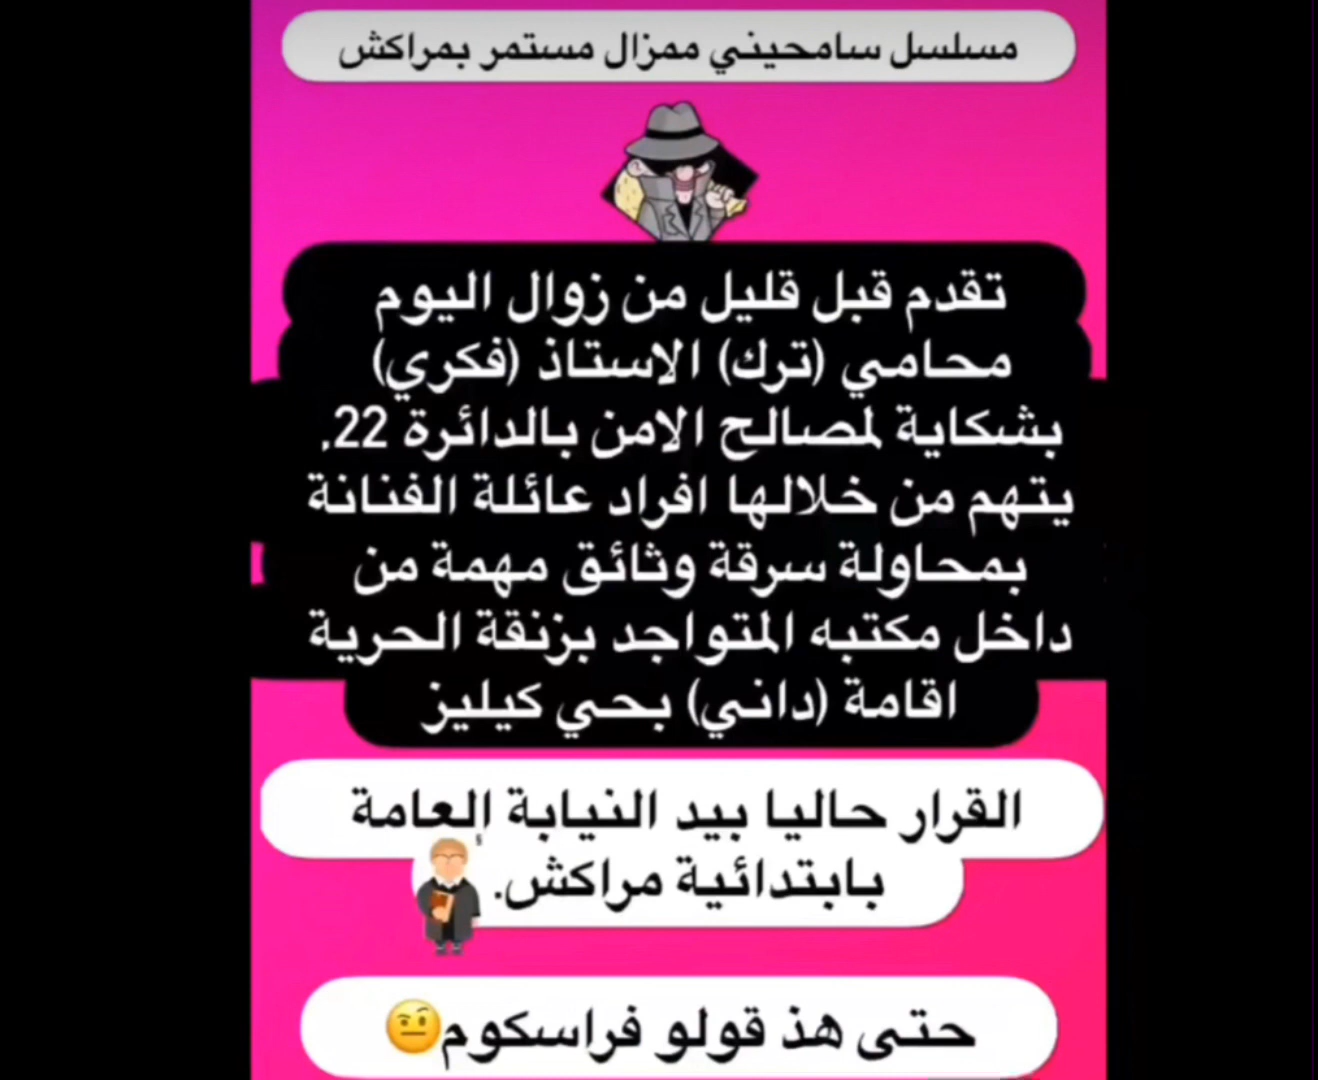 مسلسل سامحيني ممزال مستمر بمراكش
تقدم قبل قليل من زوال اليوم
محامي (ترك) الاستاذ (فكري)
بشكاية لمصالح الامن بالدائرة 22,
يتهم من خلالها افراد عائلة الفنانة
بمحاولة سرقة وثائق مهمة من
داخل مكتبه المتواجد بزنقة الحرية
اقامة (داني) بحي كيليز
القرار حاليا بيد النيابة العامة
بابتدائية مراكش.
حتى هذ قولو فراسكوم🤨